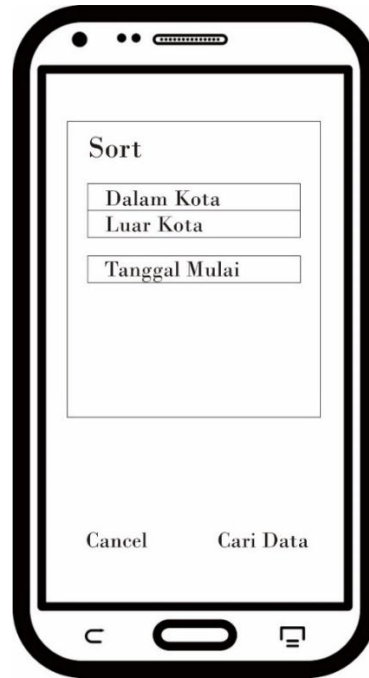 Sort
Dalam Kota
Luar Kota
Tanggal Mulai
Cancel Cari Data